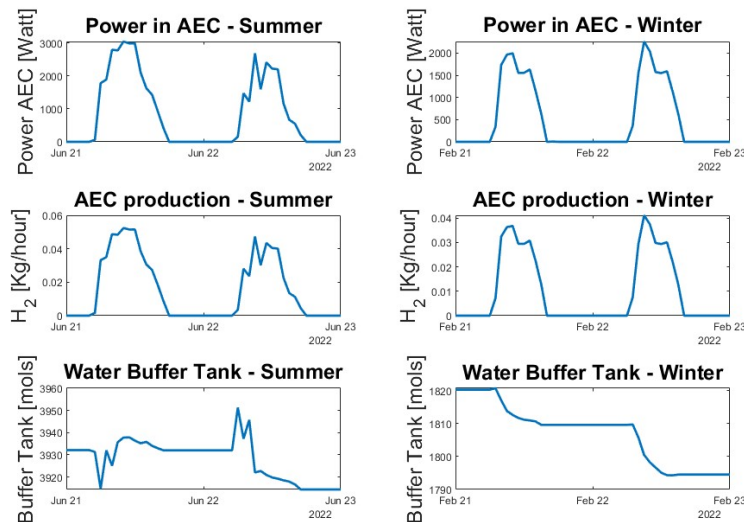 Power in AEC - Summer
Power AEC [Watt]
3000
2000
1000
0
Jun 21
Jun 22
Jun 23
2022
Power in AEC - Winter
Power AEC [Watt]
2000
1500
1000
500
0
Feb 21
Feb 22
Feb 23
2022
AEC production - Summer
H2 [Kg/hour]
0.06
0.04
0.02
0
Jun 21
Jun 22
Jun 23
2022
AEC production - Winter
H2 [Kg/hour]
0.04
0.03
0.02
0.01
0
Feb 21
Feb 22
Feb 23
2022
Water Buffer Tank - Summer
Buffer Tank [mols]
3960
3950
3940
3930
3920
Jun 21
Jun 22
Jun 23
2022
Water Buffer Tank - Winter
Buffer Tank [mols]
1820
1810
1800
1790
Feb 21
Feb 22
Feb 23
2022